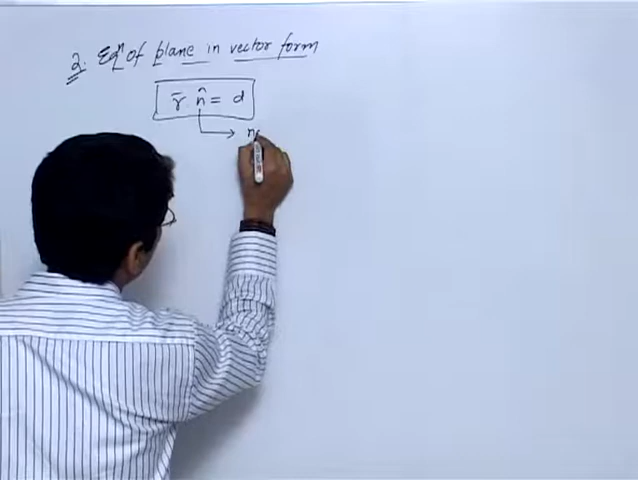 2. Eqⁿ of plane in vector form
r̄ n̂ = d
n